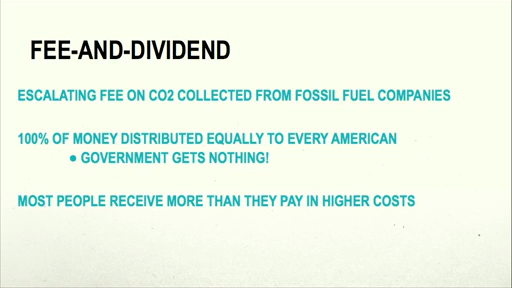 FEE-AND-DIVIDEND
ESCALATING FEE ON CO2 COLLECTED FROM FOSSIL FUEL COMPANIES
100% OF MONEY DISTRIBUTED EQUALLY TO EVERY AMERICAN
● GOVERNMENT GETS NOTHING!
MOST PEOPLE RECEIVE MORE THAN THEY PAY IN HIGHER COSTS